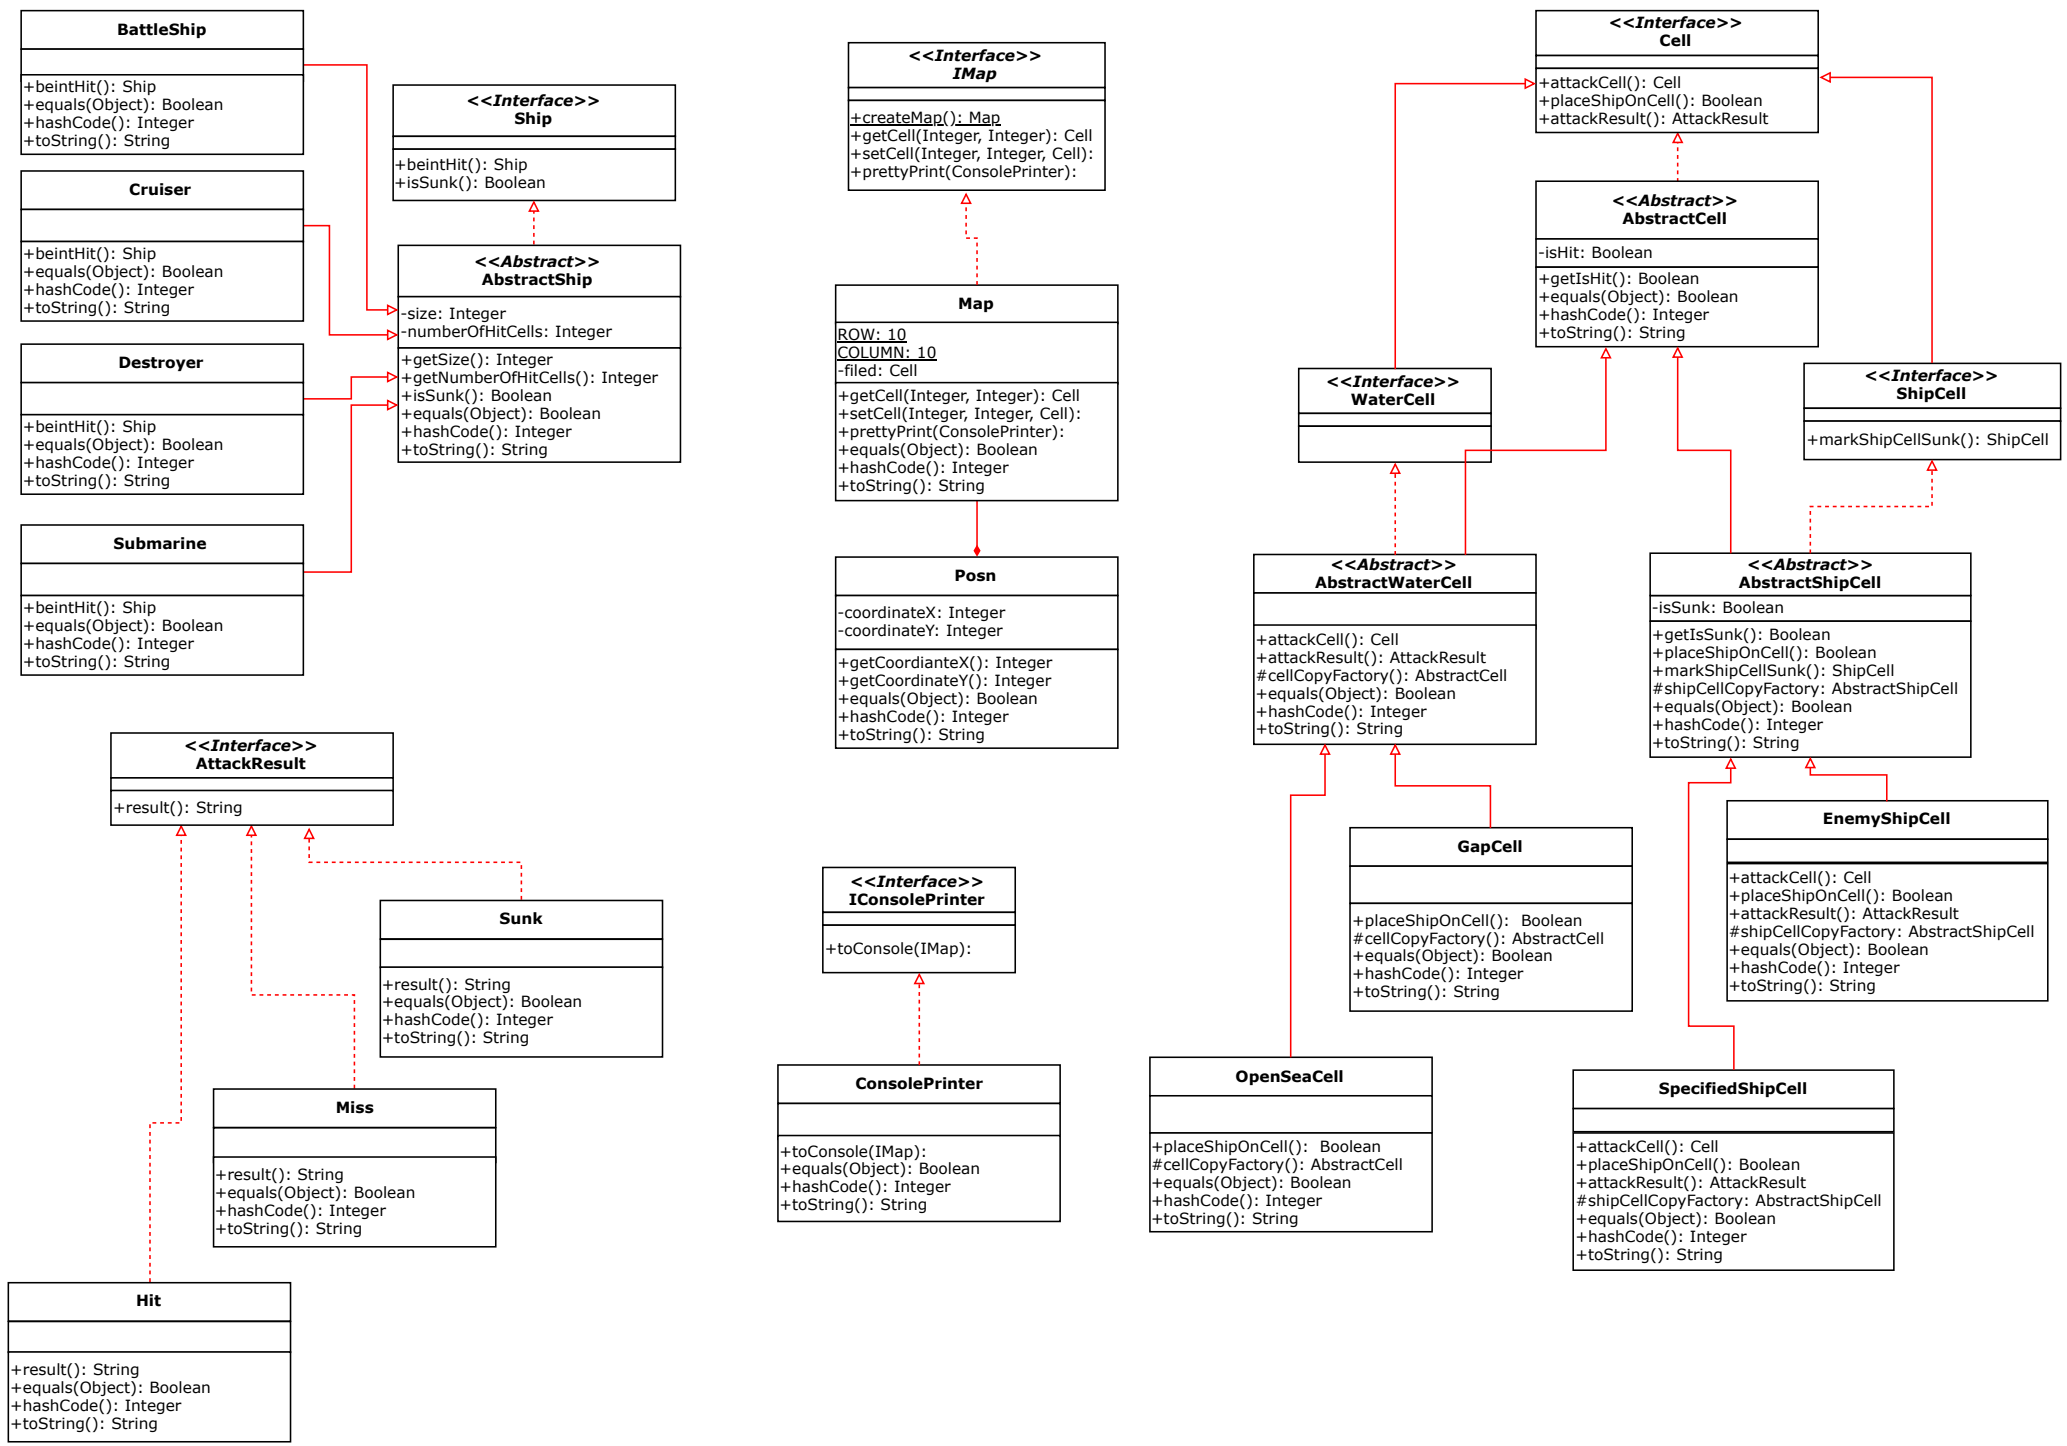 BattleShip
+beintHit(): Ship
+equals(Object): Boolean
+hashCode(): Integer
+toString(): String
Cruiser
+beintHit(): Ship
+equals(Object): Boolean
+hashCode(): Integer
+toString(): String
Destroyer
+beintHit(): Ship
+equals(Object): Boolean
+hashCode(): Integer
+toString(): String
Submarine
+beintHit(): Ship
+equals(Object): Boolean
+hashCode(): Integer
+toString(): String
<<Interface>>
Ship
+beintHit(): Ship
+isSunk(): Boolean
<<Abstract>>
AbstractShip
-size: Integer
-numberOfHitCells: Integer
+getSize(): Integer
+getNumberOfHitCells(): Integer
+isSunk(): Boolean
+equals(Object): Boolean
+hashCode(): Integer
+toString(): String
<<Interface>>
AttackResult
+result(): String
Sunk
+result(): String
+equals(Object): Boolean
+hashCode(): Integer
+toString(): String
Miss
+result(): String
+equals(Object): Boolean
+hashCode(): Integer
+toString(): String
Hit
+result(): String
+equals(Object): Boolean
+hashCode(): Integer
+toString(): String
<<Interface>>
IMap
+createMap(): Map
+getCell(Integer, Integer): Cell
+setCell(Integer, Integer, Cell):
+prettyPrint(ConsolePrinter):
Map
ROW: 10
COLUMN: 10
-filed: Cell
+getCell(Integer, Integer): Cell
+setCell(Integer, Integer, Cell):
+prettyPrint(ConsolePrinter):
+equals(Object): Boolean
+hashCode(): Integer
+toString(): String
Posn
-coordinateX: Integer
-coordinateY: Integer
+getCoordianteX(): Integer
+getCoordinateY(): Integer
+equals(Object): Boolean
+hashCode(): Integer
+toString(): String
<<Interface>>
IConsolePrinter
+toConsole(IMap):
ConsolePrinter
+toConsole(IMap):
+equals(Object): Boolean
+hashCode(): Integer
+toString(): String
<<Interface>>
Cell
+attackCell(): Cell
+placeShipOnCell(): Boolean
+attackResult(): AttackResult
<<Abstract>>
AbstractCell
-isHit: Boolean
+getIsHit(): Boolean
+equals(Object): Boolean
+hashCode(): Integer
+toString(): String
<<Interface>>
WaterCell
<<Interface>>
ShipCell
+markShipCellSunk(): ShipCell
<<Abstract>>
AbstractWaterCell
+attackCell(): Cell
+attackResult(): AttackResult
#cellCopyFactory(): AbstractCell
+equals(Object): Boolean
+hashCode(): Integer
+toString(): String
<<Abstract>>
AbstractShipCell
-isSunk: Boolean
+getIsSunk(): Boolean
+placeShipOnCell(): Boolean
+markShipCellSunk(): ShipCell
#shipCellCopyFactory: AbstractShipCell
+equals(Object): Boolean
+hashCode(): Integer
+toString(): String
GapCell
+placeShipOnCell(): Boolean
#cellCopyFactory(): AbstractCell
+equals(Object): Boolean
+hashCode(): Integer
+toString(): String
EnemyShipCell
+attackCell(): Cell
+placeShipOnCell(): Boolean
+attackResult(): AttackResult
#shipCellCopyFactory: AbstractShipCell
+equals(Object): Boolean
+hashCode(): Integer
+toString(): String
OpenSeaCell
+placeShipOnCell(): Boolean
#cellCopyFactory(): AbstractCell
+equals(Object): Boolean
+hashCode(): Integer
+toString(): String
SpecifiedShipCell
+attackCell(): Cell
+placeShipOnCell(): Boolean
+attackResult(): AttackResult
#shipCellCopyFactory: AbstractShipCell
+equals(Object): Boolean
+hashCode(): Integer
+toString(): String